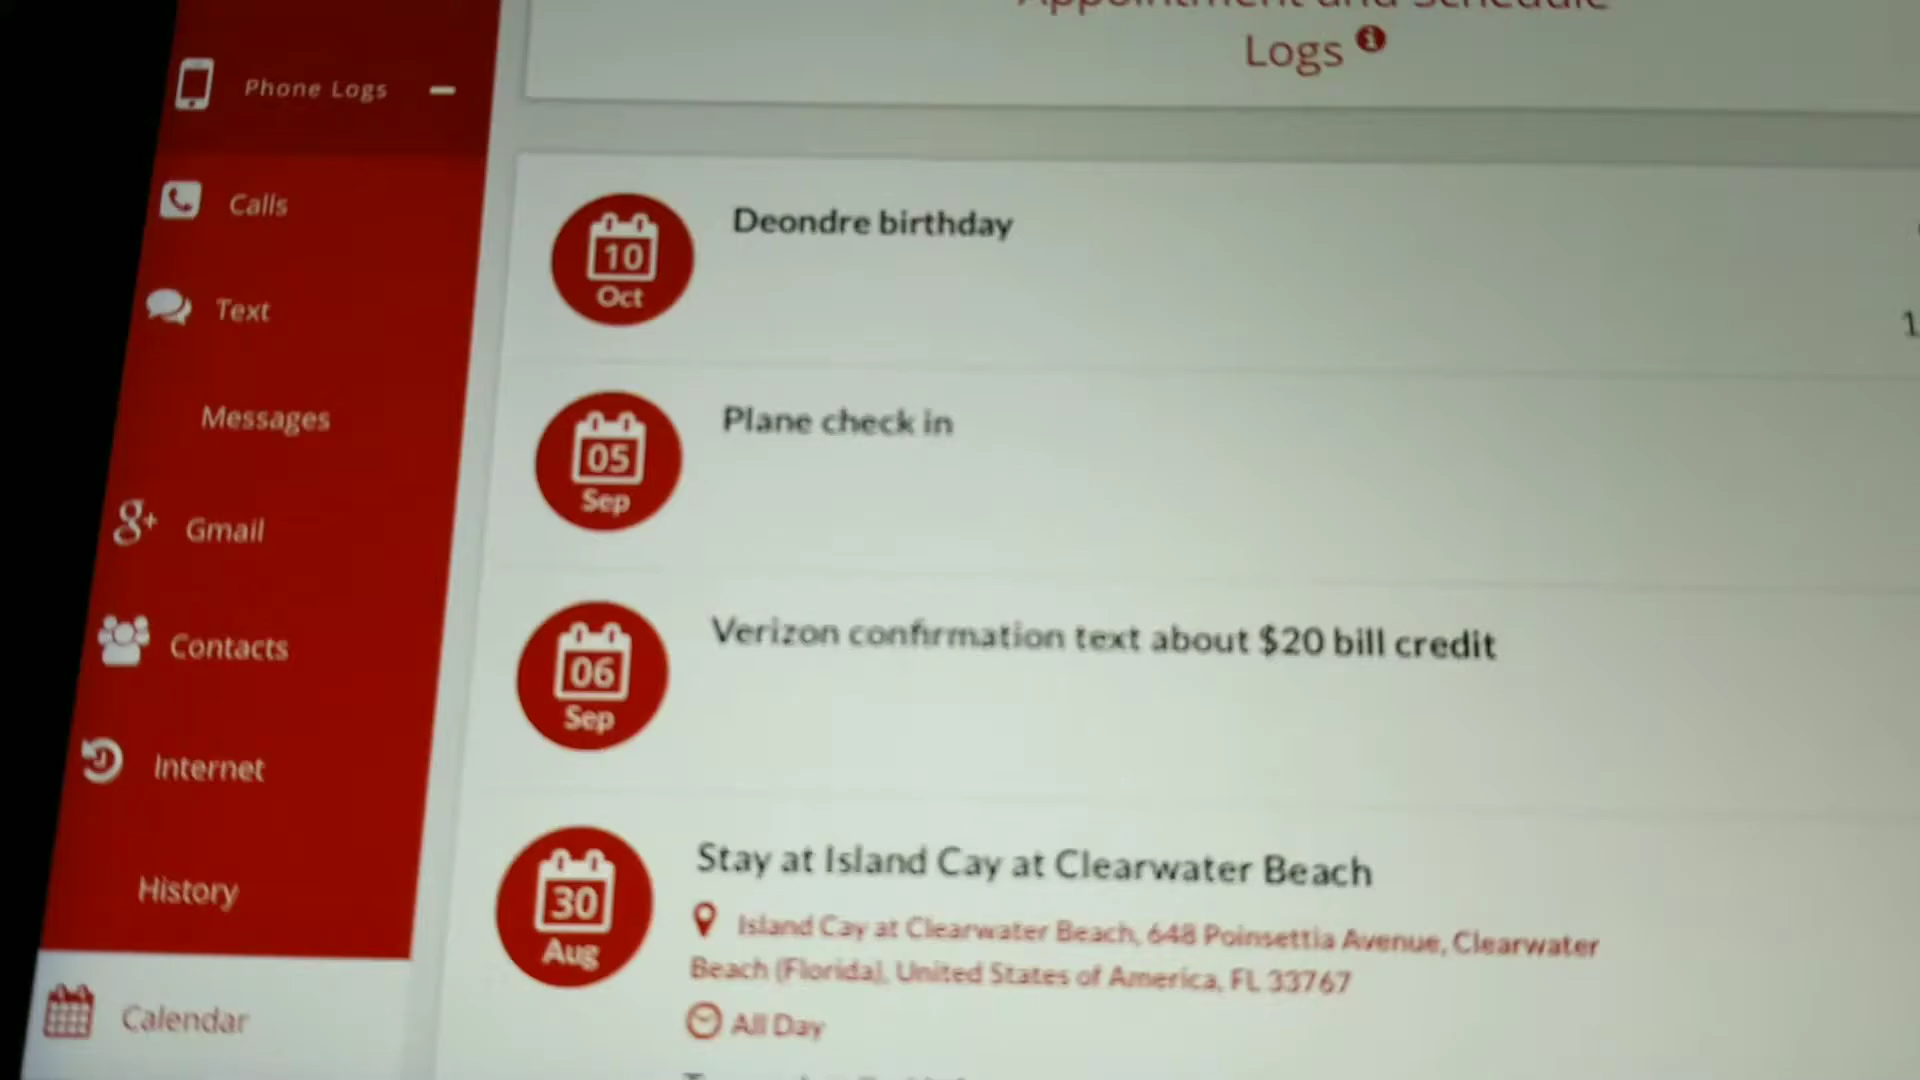 Appointment and Schedule
Logs
Phone Logs
Calls
Text
Messages
Gmail
Contacts
Internet
History
Calendar
10
Oct
Deondre birthday
05
Sep
Plane check in
06
Sep
Verizon confirmation text about $20 bill credit
30
Aug
Stay at Island Cay at Clearwater Beach
Island Cay at Clearwater Beach, 648 Poinsettia Avenue, Clearwater
Beach (Florida), United States of America, FL 33767
All Day